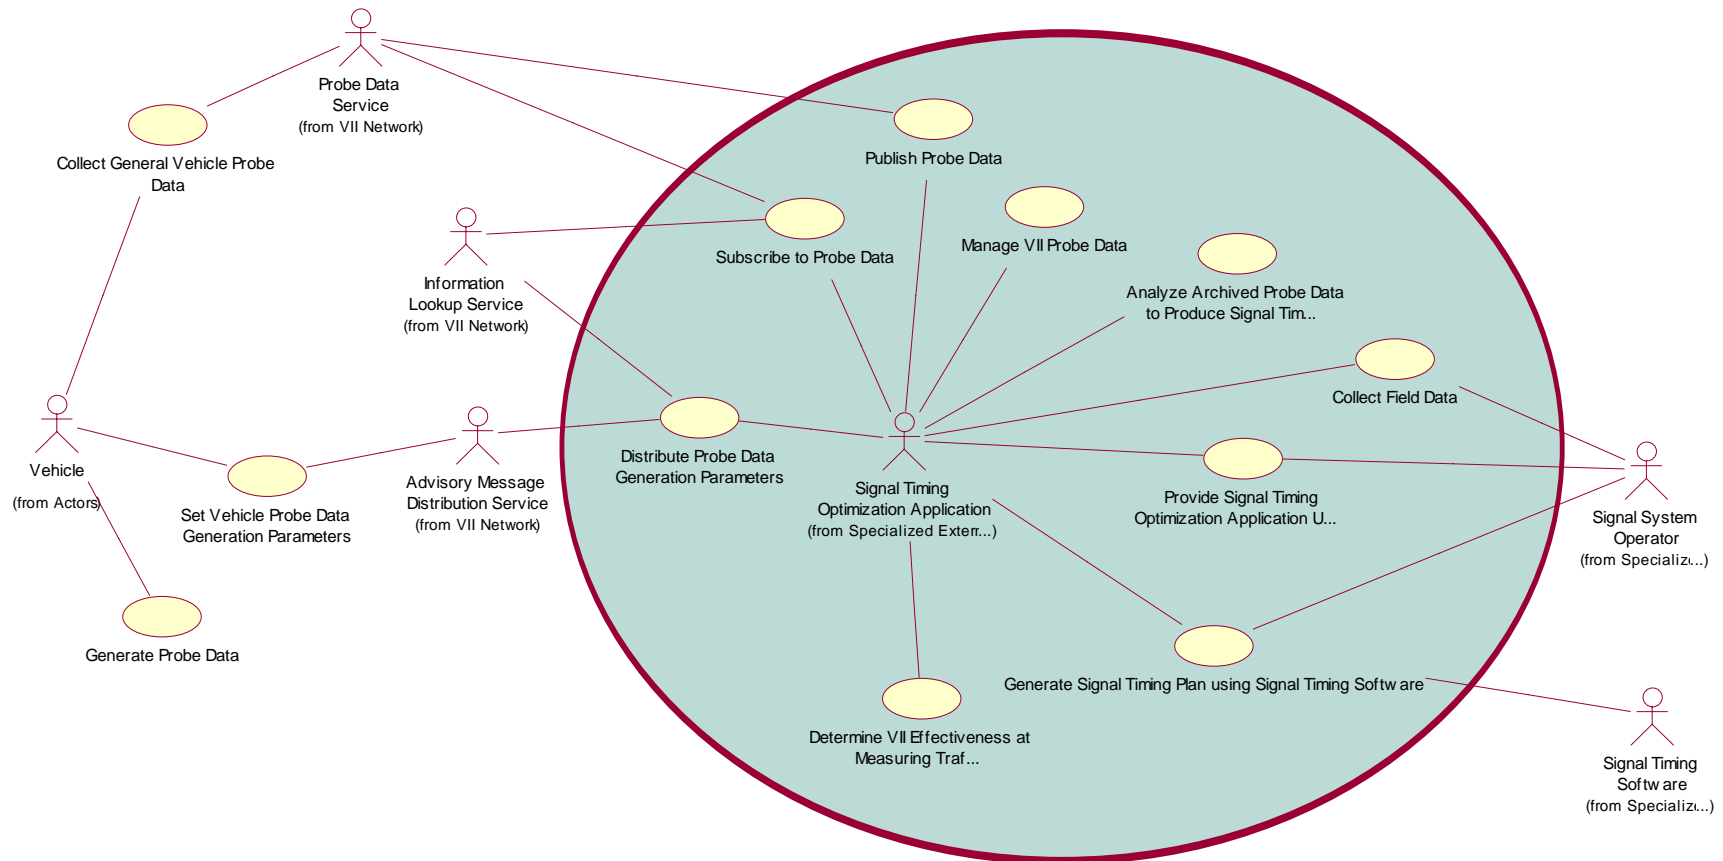 Probe Data
Service
(from VII Network)
Collect General Vehicle Probe
Data
Publish Probe Data
Subscribe to Probe Data
Manage VII Probe Data
Information
Lookup Service
(from VII Network)
Analyze Archived Probe Data
to Produce Signal Tim...
Collect Field Data
Vehicle
(from Actors)
Set Vehicle Probe Data
Generation Parameters
Advisory Message
Distribution Service
(from VII Network)
Distribute Probe Data
Generation Parameters
Signal Timing
Optimization Application
(from Specialized Extern...)
Provide Signal Timing
Optimization Application U...
Signal System
Operator
(from Specializ...)
Generate Probe Data
Generate Signal Timing Plan using Signal Timing Software
Determine VII Effectiveness at
Measuring Traf...
Signal Timing
Software
(from Specializ...)